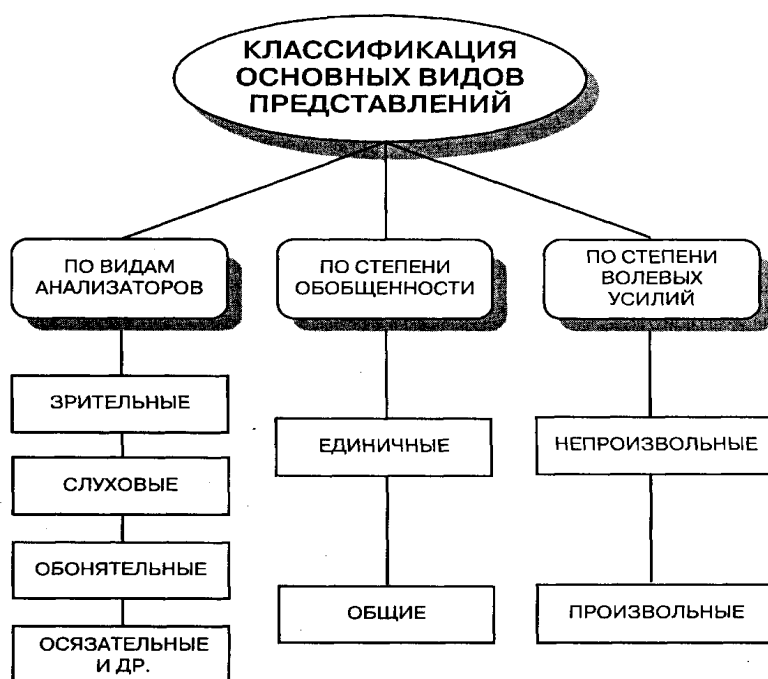 КЛАССИФИКАЦИЯ
ОСНОВНЫХ ВИДОВ
ПРЕДСТАВЛЕНИЙ
ПО ВИДАМ
АНАЛИЗАТОРОВ
ЗРИТЕЛЬНЫЕ
СЛУХОВЫЕ
ОБОНЯТЕЛЬНЫЕ
ОСЯЗАТЕЛЬНЫЕ
И ДР.
ПО СТЕПЕНИ
ОБОБЩЕННОСТИ
ЕДИНИЧНЫЕ
ОБЩИЕ
ПО СТЕПЕНИ
ВОЛЕВЫХ
УСИЛИЙ
НЕПРОИЗВОЛЬНЫЕ
ПРОИЗВОЛЬНЫЕ